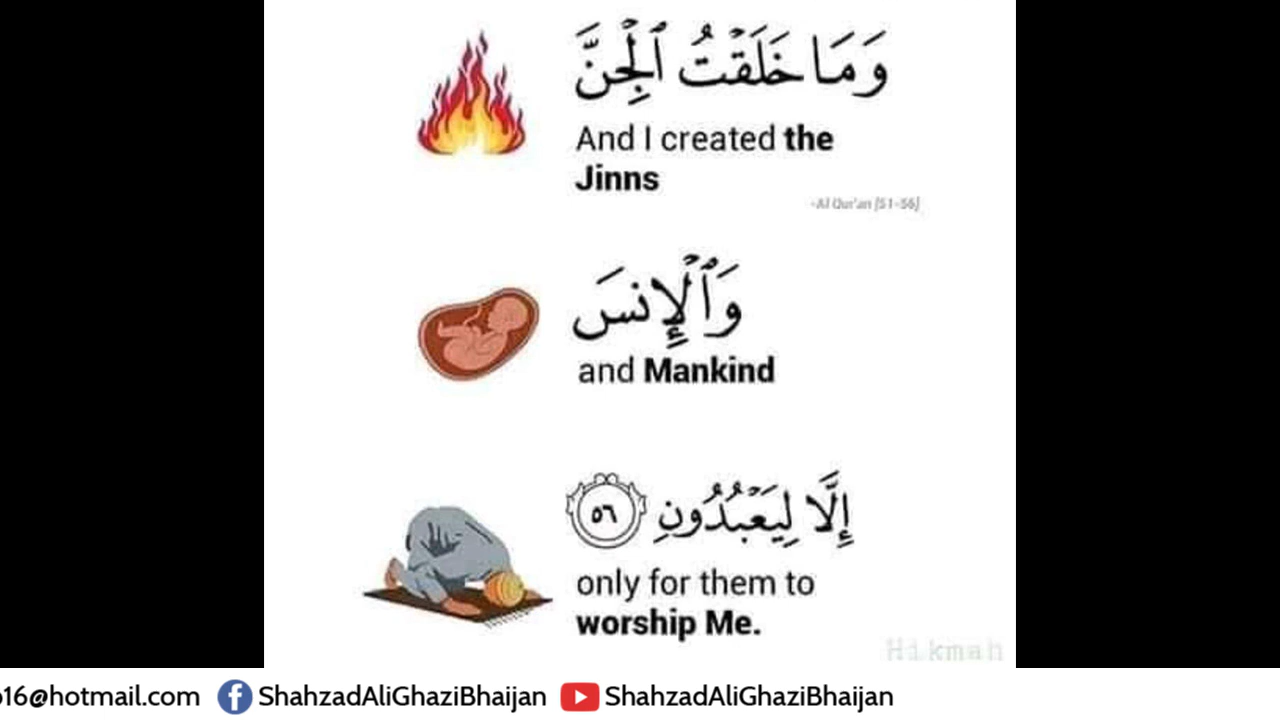 وَمَا خَلَقْتُ ٱلْجِنَّ
And I created the
Jinns
-Al Qur'an [51-56]
وَٱلْإِنسَ
and Mankind
إِلَّا لِيَعْبُدُونِ ٥٦
only for them to
worship Me.
Hikmah
16@hotmail.com ShahzadAliGhaziBhaijan ShahzadAliGhaziBhaijan